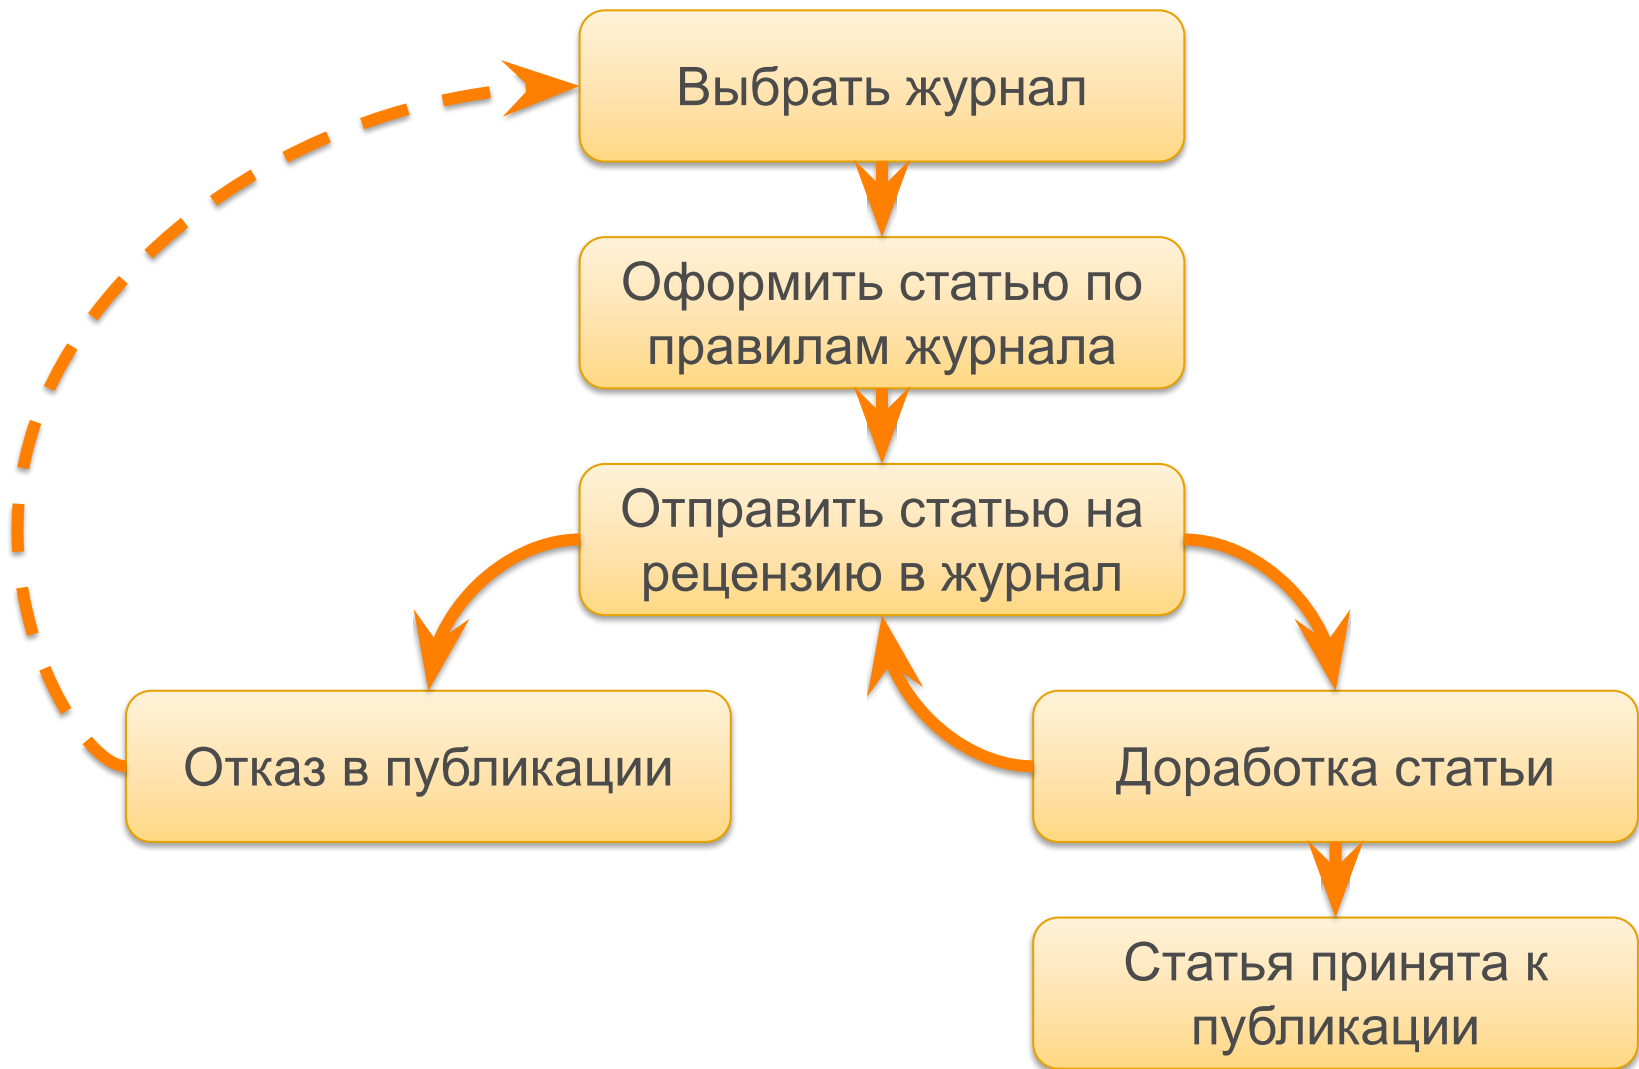 Выбрать журнал
Оформить статью по
правилам журнала
Отправить статью на
рецензию в журнал
Отказ в публикации
Доработка статьи
Статья принята к
публикации